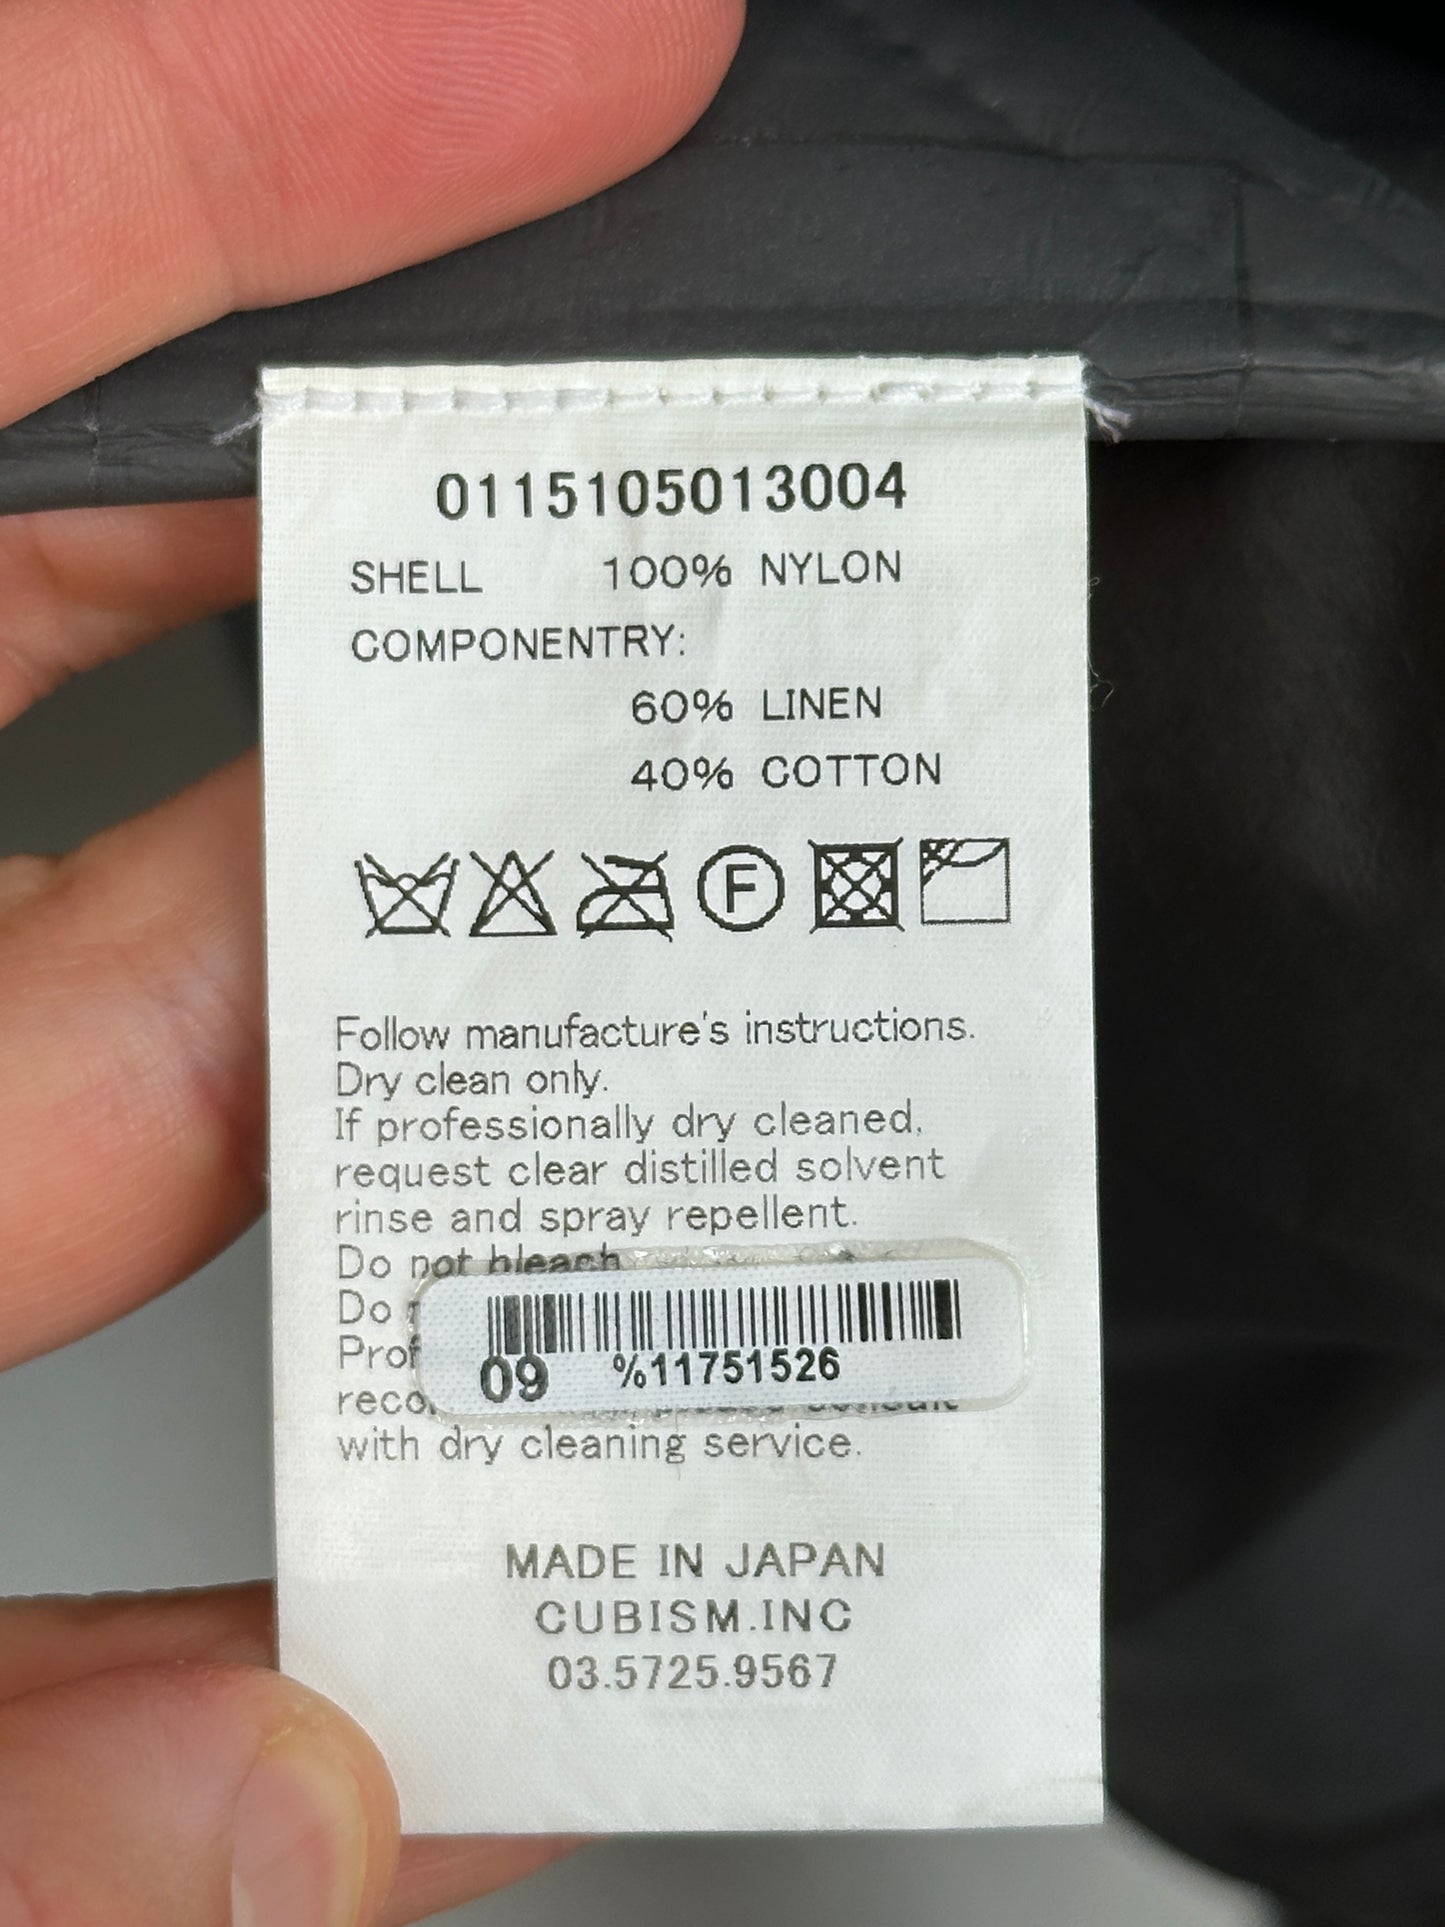 0115105013004
SHELL 100% NYLON
COMPONENTRY:
60% LINEN
40% COTTON
F
Follow manufacture's instructions.
Dry clean only.
If professionally dry cleaned,
request clear distilled solvent
rinse and spray repellent.
Do not bleach
Do
09 %11751526
with dry cleaning service.
MADE IN JAPAN
CUBISM.INC
03.5725.9567